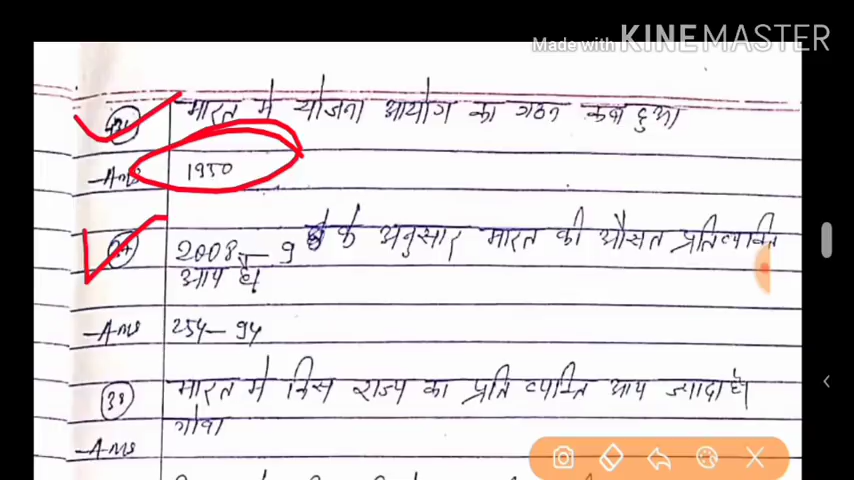 Made with KINEMASTER
भारत मे योजना आयोग का गठन कब हुआ
Ans 1950
2008 - 9 के अनुसार भारत की औसत प्रतिव्यक्ति
आय है
Ans 254 - 94
38 भारत मे किस राज्य का प्रति व्यक्ति आय ज्यादा है
गोवा
Ans